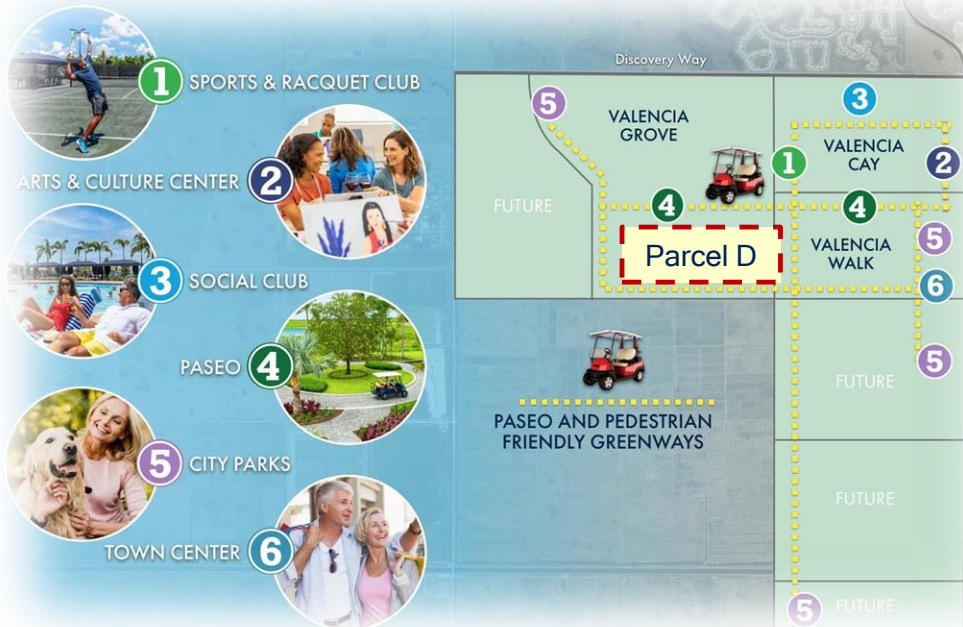 1 SPORTS & RACQUET CLUB
ARTS & CULTURE CENTER 2
3 SOCIAL CLUB
PASEO 4
5 CITY PARKS
TOWN CENTER 6
Discovery Way
5
VALENCIA
GROVE
3
1
VALENCIA
CAY
2
FUTURE
4
4
Parcel D
VALENCIA
WALK
5
6
5
FUTURE
PASEO AND PEDESTRIAN
FRIENDLY GREENWAYS
FUTURE
5 FUTURE